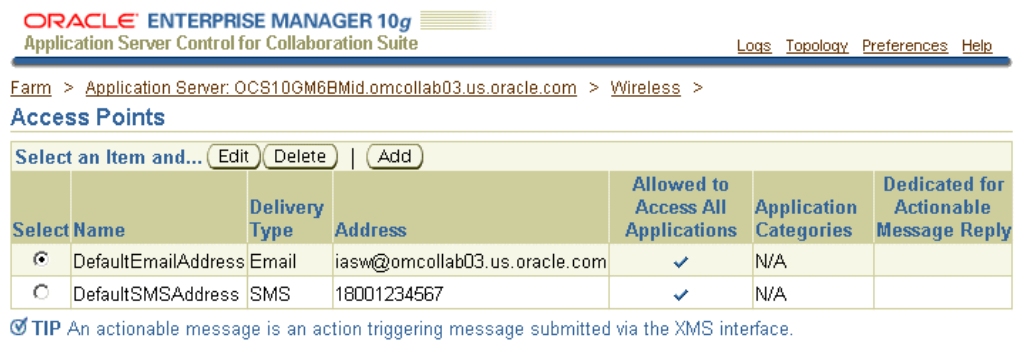 ORACLE ENTERPRISE MANAGER 10g
Application Server Control for Collaboration Suite
Logs Topology Preferences Help
Farm > Application Server: OCS10GM6BMid.omcollab03.us.oracle.com > Wireless >
Access Points
Select an Item and... Edit Delete | Add
Select Name Delivery Type Address Allowed to Access All Applications Application Categories Dedicated for Actionable Message Reply
DefaultEmailAddress Email iasw@omcollab03.us.oracle.com N/A
DefaultSMSAddress SMS 18001234567 N/A
TIP An actionable message is an action triggering message submitted via the XMS interface.